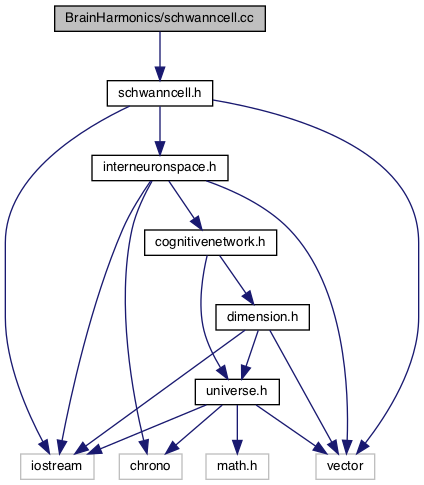 BrainHarmonics/schwanncell.cc
schwanncell.h
interneuronspace.h
cognitivenetwork.h
dimension.h
universe.h
iostream
chrono
math.h
vector